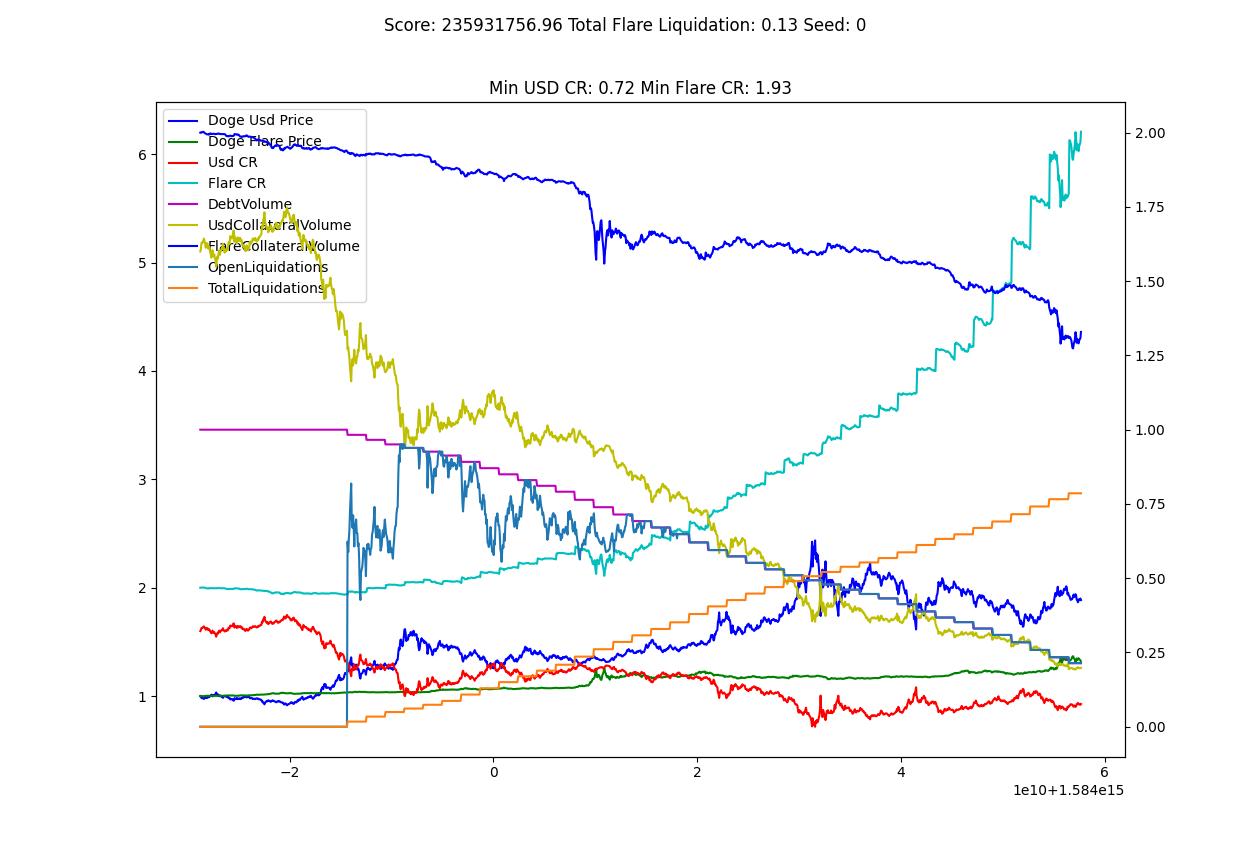 Score: 235931756.96 Total Flare Liquidation: 0.13 Seed: 0
Min USD CR: 0.72 Min Flare CR: 1.93
Doge Usd Price
Doge Flare Price
Usd CR
Flare CR
DebtVolume
UsdCollateralVolume
FlareCollateralVolume
OpenLiquidations
TotalLiquidations
6
5
4
3
2
1
2.00
1.75
1.50
1.25
1.00
0.75
0.50
0.25
0.00
−2
0
2
4
6
1e10+1.584e15